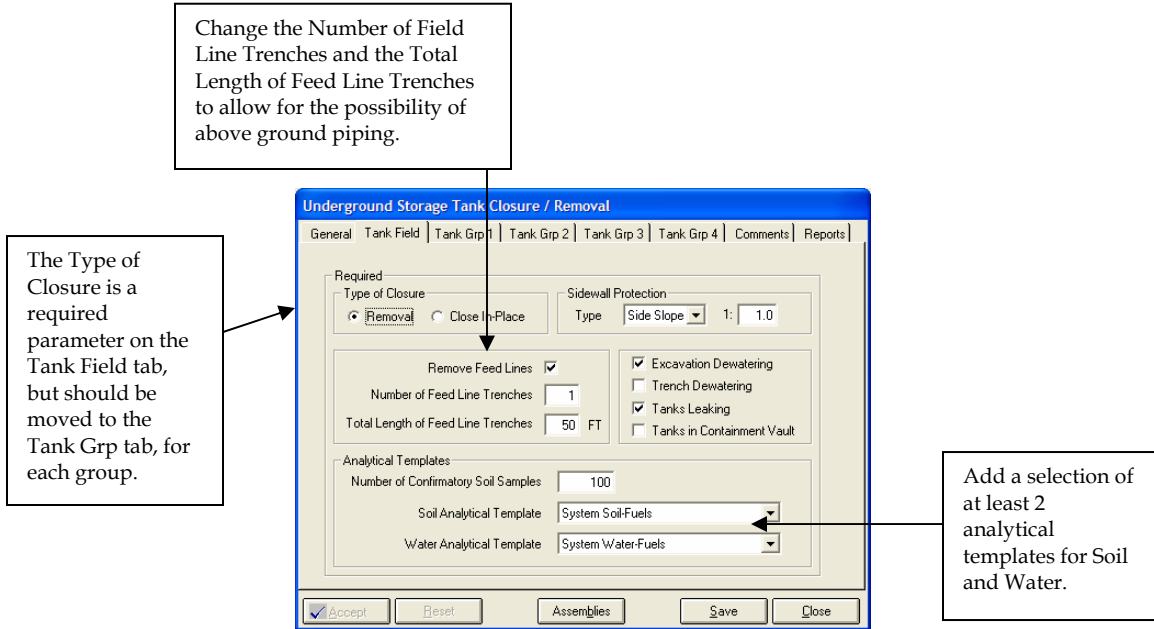 Change the Number of Field
Line Trenches and the Total
Length of Feed Line Trenches
to allow for the possibility of
above ground piping.
The Type of
Closure is a
required
parameter on the
Tank Field tab,
but should be
moved to the
Tank Grp tab, for
each group.
Underground Storage Tank Closure / Removal
General Tank Field Tank Grp 1 Tank Grp 2 Tank Grp 3 Tank Grp 4 Comments Reports
Required
Type of Closure
Removal Close In-Place
Sidewall Protection
Type Side Slope 1: 1.0
Remove Feed Lines
Number of Feed Line Trenches 1
Total Length of Feed Line Trenches 50 FT
Excavation Dewatering
Trench Dewatering
Tanks Leaking
Tanks in Containment Vault
Analytical Templates
Number of Confirmatory Soil Samples 100
Soil Analytical Template System Soil-Fuels
Water Analytical Template System Water-Fuels
Accept Reset Assemblies Save Close
Add a selection of
at least 2
analytical
templates for Soil
and Water.